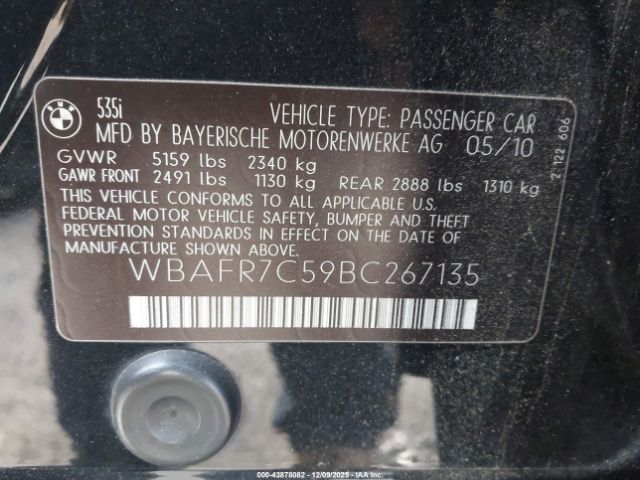 BMW
535i
VEHICLE TYPE: PASSENGER CAR
MFD BY BAYERISCHE MOTORENWERKE AG 05/10
GVWR 5159 lbs 2340 kg
GAWR FRONT 2491 lbs 1130 kg REAR 2888 lbs 1310 kg
THIS VEHICLE CONFORMS TO ALL APPLICABLE U.S.
FEDERAL MOTOR VEHICLE SAFETY, BUMPER AND THEFT
PREVENTION STANDARDS IN EFFECT ON THE DATE OF
MANUFACTURE SHOWN ABOVE.
WBAFR7C59BC267135
2 122 606
000-43878082 - 12/09/2025 - IAA Inc.